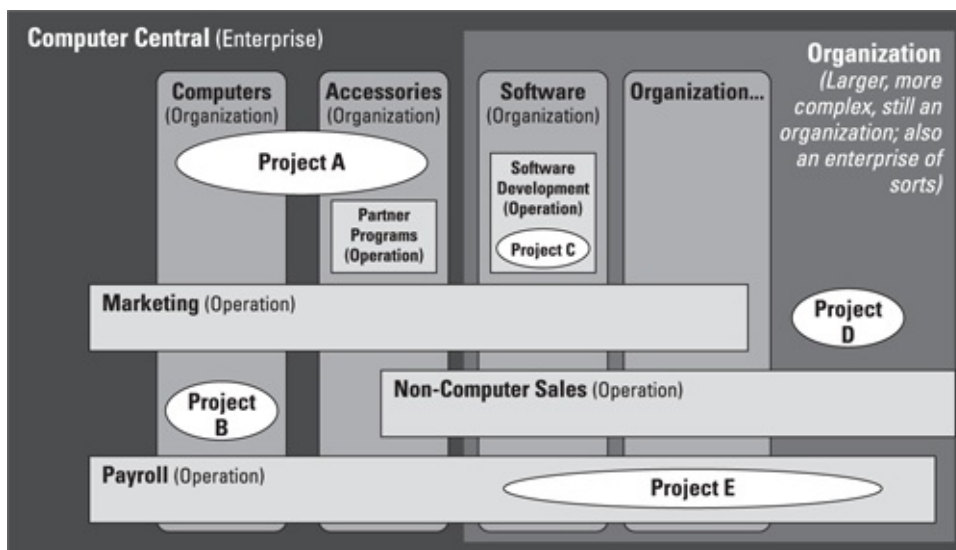 Computer Central (Enterprise)
Organization
(Larger, more
complex, still an
organization; also
an enterprise of
sorts)
Computers
(Organization)
Accessories
(Organization)
Software
(Organization)
Organization...
Project A
Partner
Programs
(Operation)
Software
Development
(Operation)
Project C
Marketing (Operation)
Project
D
Non-Computer Sales (Operation)
Project
B
Payroll (Operation)
Project E